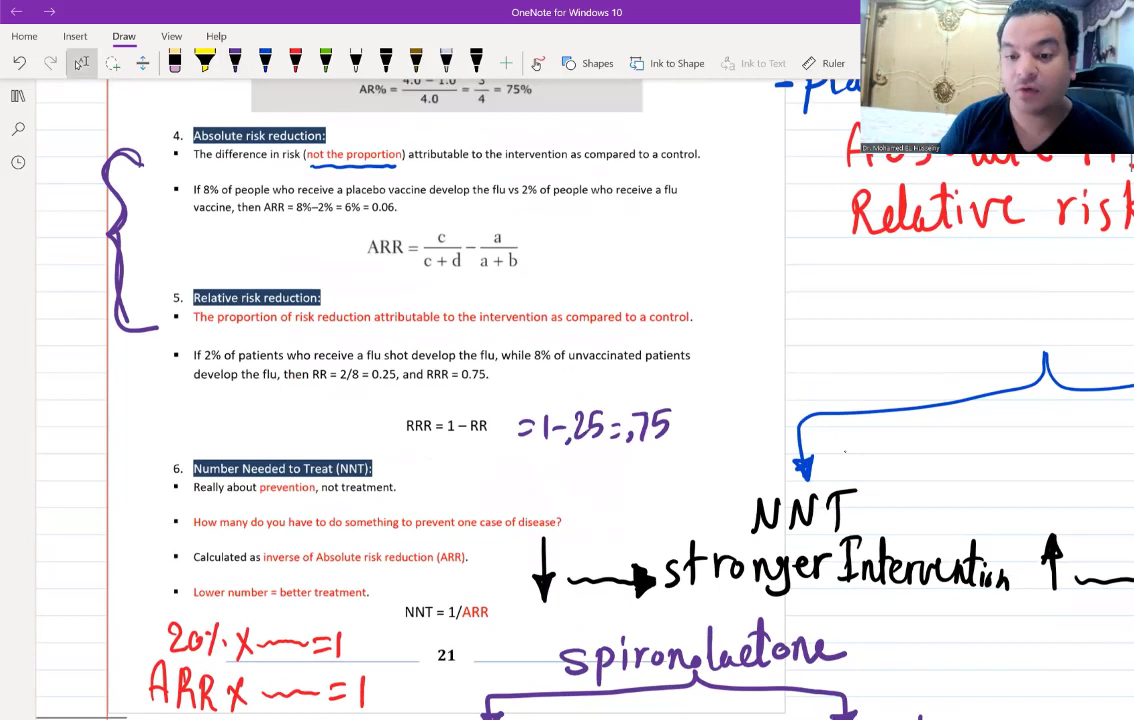 OneNote for Windows 10
Home Insert Draw View Help
Shapes Ink to Shape Ink to Text Ruler
AR% = 4.0 – 1.0 / 4.0 = 3 / 4 = 75%
Dr. Mohamed EL Husseiny
4. Absolute risk reduction:
▪ The difference in risk (not the proportion) attributable to the intervention as compared to a control.
▪ If 8% of people who receive a placebo vaccine develop the flu vs 2% of people who receive a flu
vaccine, then ARR = 8%–2% = 6% = 0.06.
ARR = c / c + d – a / a + b
Relative risk
5. Relative risk reduction:
▪ The proportion of risk reduction attributable to the intervention as compared to a control.
▪ If 2% of patients who receive a flu shot develop the flu, while 8% of unvaccinated patients
develop the flu, then RR = 2/8 = 0.25, and RRR = 0.75.
RRR = 1 – RR = 1-,25=,75
6. Number Needed to Treat (NNT):
▪ Really about prevention, not treatment.
NNT
▪ How many do you have to do something to prevent one case of disease?
▪ Calculated as inverse of Absolute risk reduction (ARR).
stronger Intervention
▪ Lower number = better treatment.
NNT = 1/ARR
20% x = 1
21
spironolactone
ARR x = 1